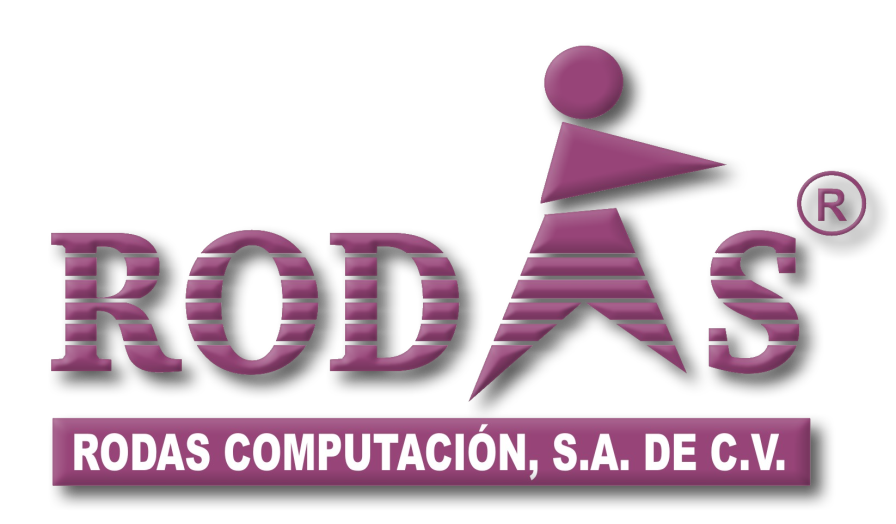 RODAS®
RODAS COMPUTACIÓN, S.A. DE C.V.